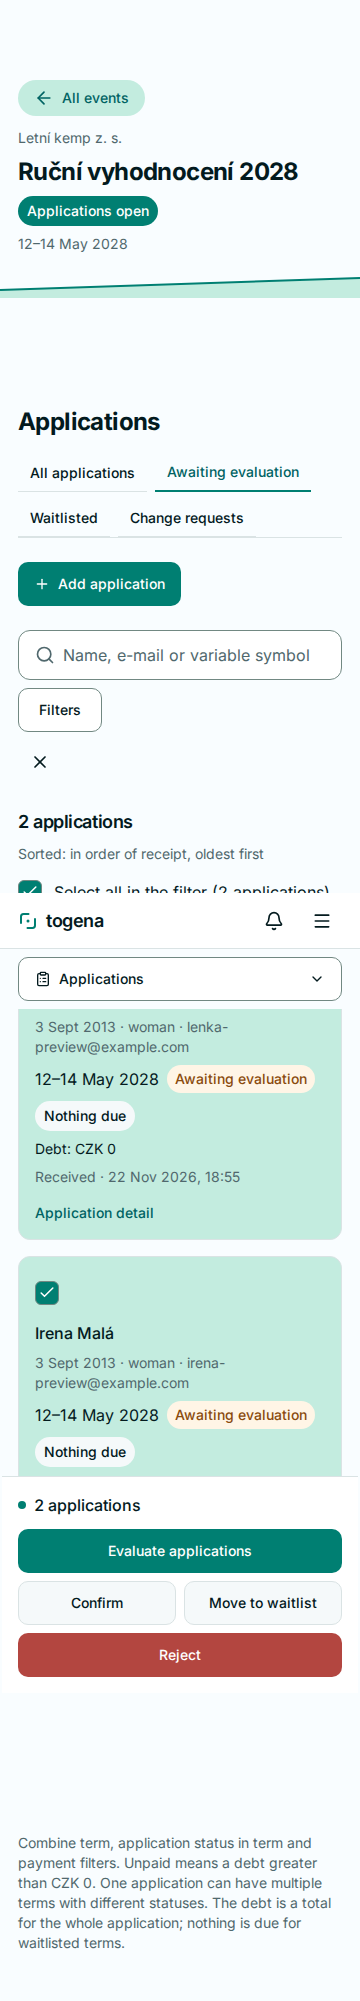 All events
Letní kemp z. s.
Ruční vyhodnocení 2028
Applications open
12–14 May 2028
Applications
All applications
Awaiting evaluation
Waitlisted
Change requests
Add application
Name, e-mail or variable symbol
Filters
2 applications
Sorted: in order of receipt, oldest first
Select all in the filter (2 applications)
togena
Applications
3 Sept 2013 · woman · lenka-
preview@example.com
12–14 May 2028 Awaiting evaluation
Nothing due
Debt: CZK 0
Received · 22 Nov 2026, 18:55
Application detail
Irena Malá
3 Sept 2013 · woman · irena-
preview@example.com
12–14 May 2028 Awaiting evaluation
Nothing due
2 applications
Evaluate applications
Confirm
Move to waitlist
Reject
Combine term, application status in term and
payment filters. Unpaid means a debt greater
than CZK 0. One application can have multiple
terms with different statuses. The debt is a total
for the whole application; nothing is due for
waitlisted terms.